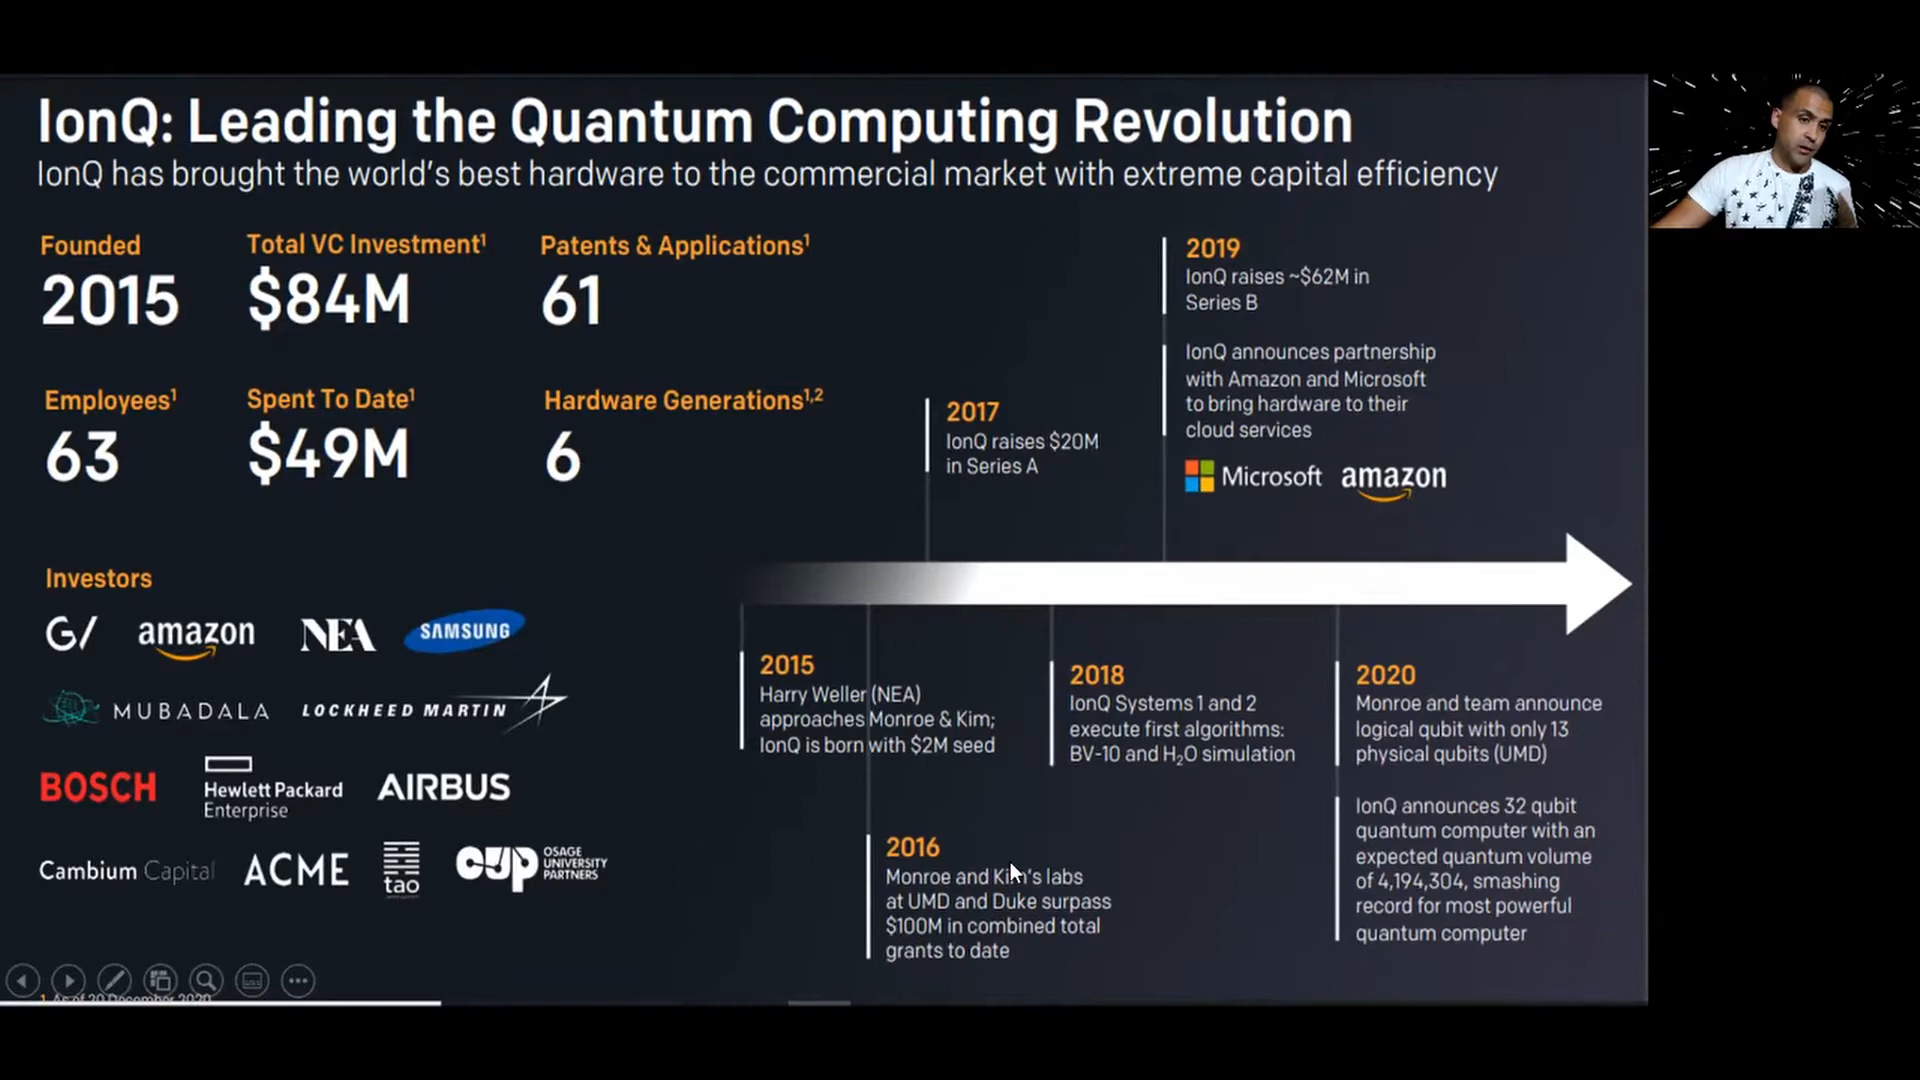 IonQ: Leading the Quantum Computing Revolution
IonQ has brought the world's best hardware to the commercial market with extreme capital efficiency
Founded
2015
Total VC Investment¹
$84M
Patents & Applications¹
61
Employees¹
63
Spent To Date¹
$49M
Hardware Generations¹,²
6
Investors
G/
amazon
NEA
SAMSUNG
MUBADALA
LOCKHEED MARTIN
BOSCH
Hewlett Packard
Enterprise
AIRBUS
Cambium Capital
ACME
tao
OUP
OSAGE
UNIVERSITY
PARTNERS
2015
Harry Weller (NEA)
approaches Monroe & Kim;
IonQ is born with $2M seed
2016
Monroe and Kim's labs
at UMD and Duke surpass
$100M in combined total
grants to date
2017
IonQ raises $20M
in Series A
2018
IonQ Systems 1 and 2
execute first algorithms:
BV-10 and H₂O simulation
2019
IonQ raises ~$62M in
Series B
IonQ announces partnership
with Amazon and Microsoft
to bring hardware to their
cloud services
Microsoft
amazon
2020
Monroe and team announce
logical qubit with only 13
physical qubits (UMD)
IonQ announces 32 qubit
quantum computer with an
expected quantum volume
of 4,194,304, smashing
record for most powerful
quantum computer
1 As of 20 December 2020